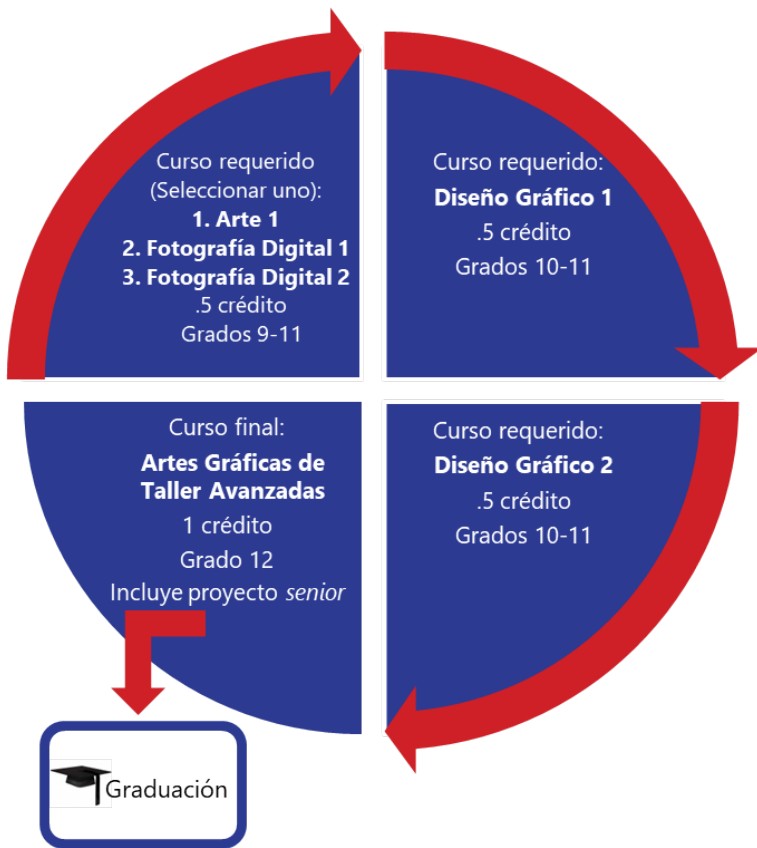 Curso requerido
(Seleccionar uno):
1. Arte 1
2. Fotografía Digital 1
3. Fotografía Digital 2
.5 crédito
Grados 9-11
Curso requerido:
Diseño Gráfico 1
.5 crédito
Grados 10-11
Curso requerido:
Diseño Gráfico 2
.5 crédito
Grados 10-11
Curso final:
Artes Gráficas de
Taller Avanzadas
1 crédito
Grado 12
Incluye proyecto senior
Graduación